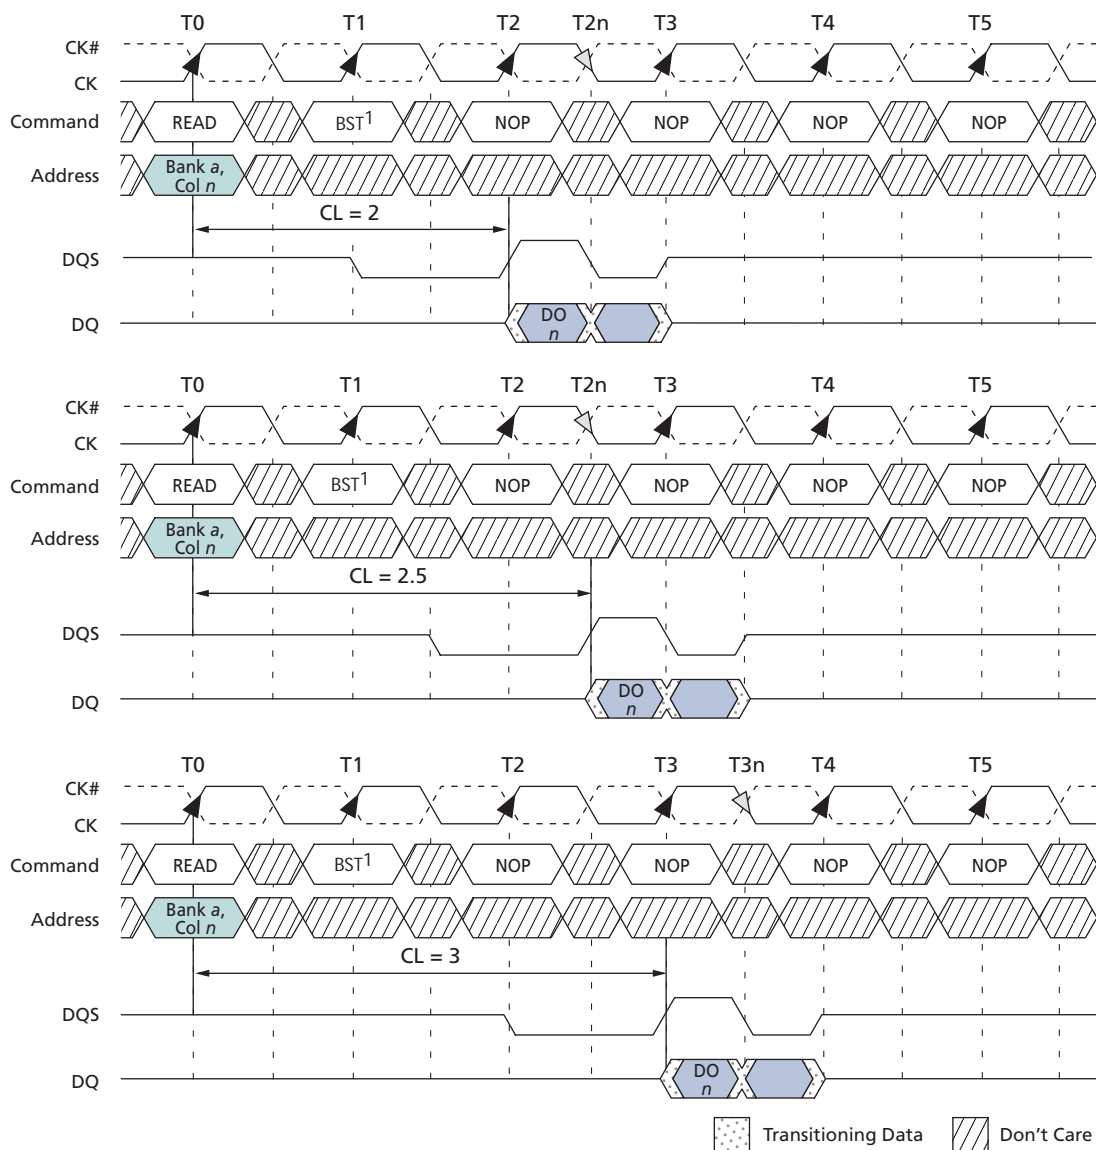 T0 T1 T2 T2n T3 T4 T5
CK#
CK
Command READ BST1 NOP NOP NOP NOP
Address Bank a, Col n
CL = 2
DQS
DQ DO n
T0 T1 T2 T2n T3 T4 T5
CK#
CK
Command READ BST1 NOP NOP NOP NOP
Address Bank a, Col n
CL = 2.5
DQS
DQ DO n
T0 T1 T2 T3 T3n T4 T5
CK#
CK
Command READ BST1 NOP NOP NOP NOP
Address Bank a, Col n
CL = 3
DQS
DQ DO n
Transitioning Data Don't Care